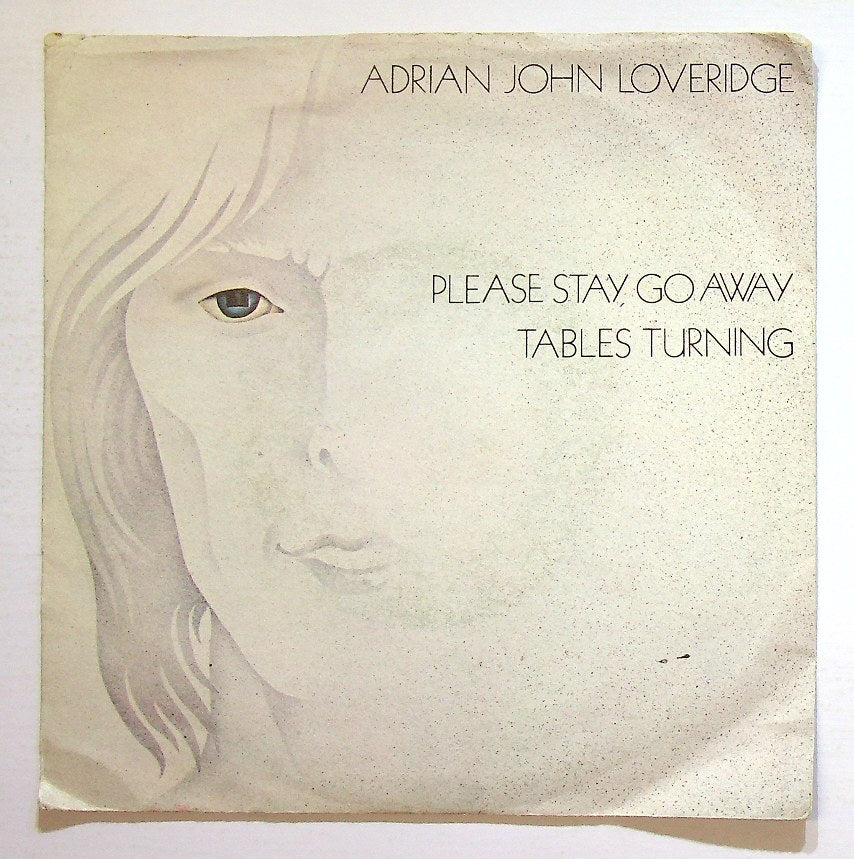 ADRIAN JOHN LOVERIDGE
PLEASE STAY, GO AWAY
TABLES TURNING